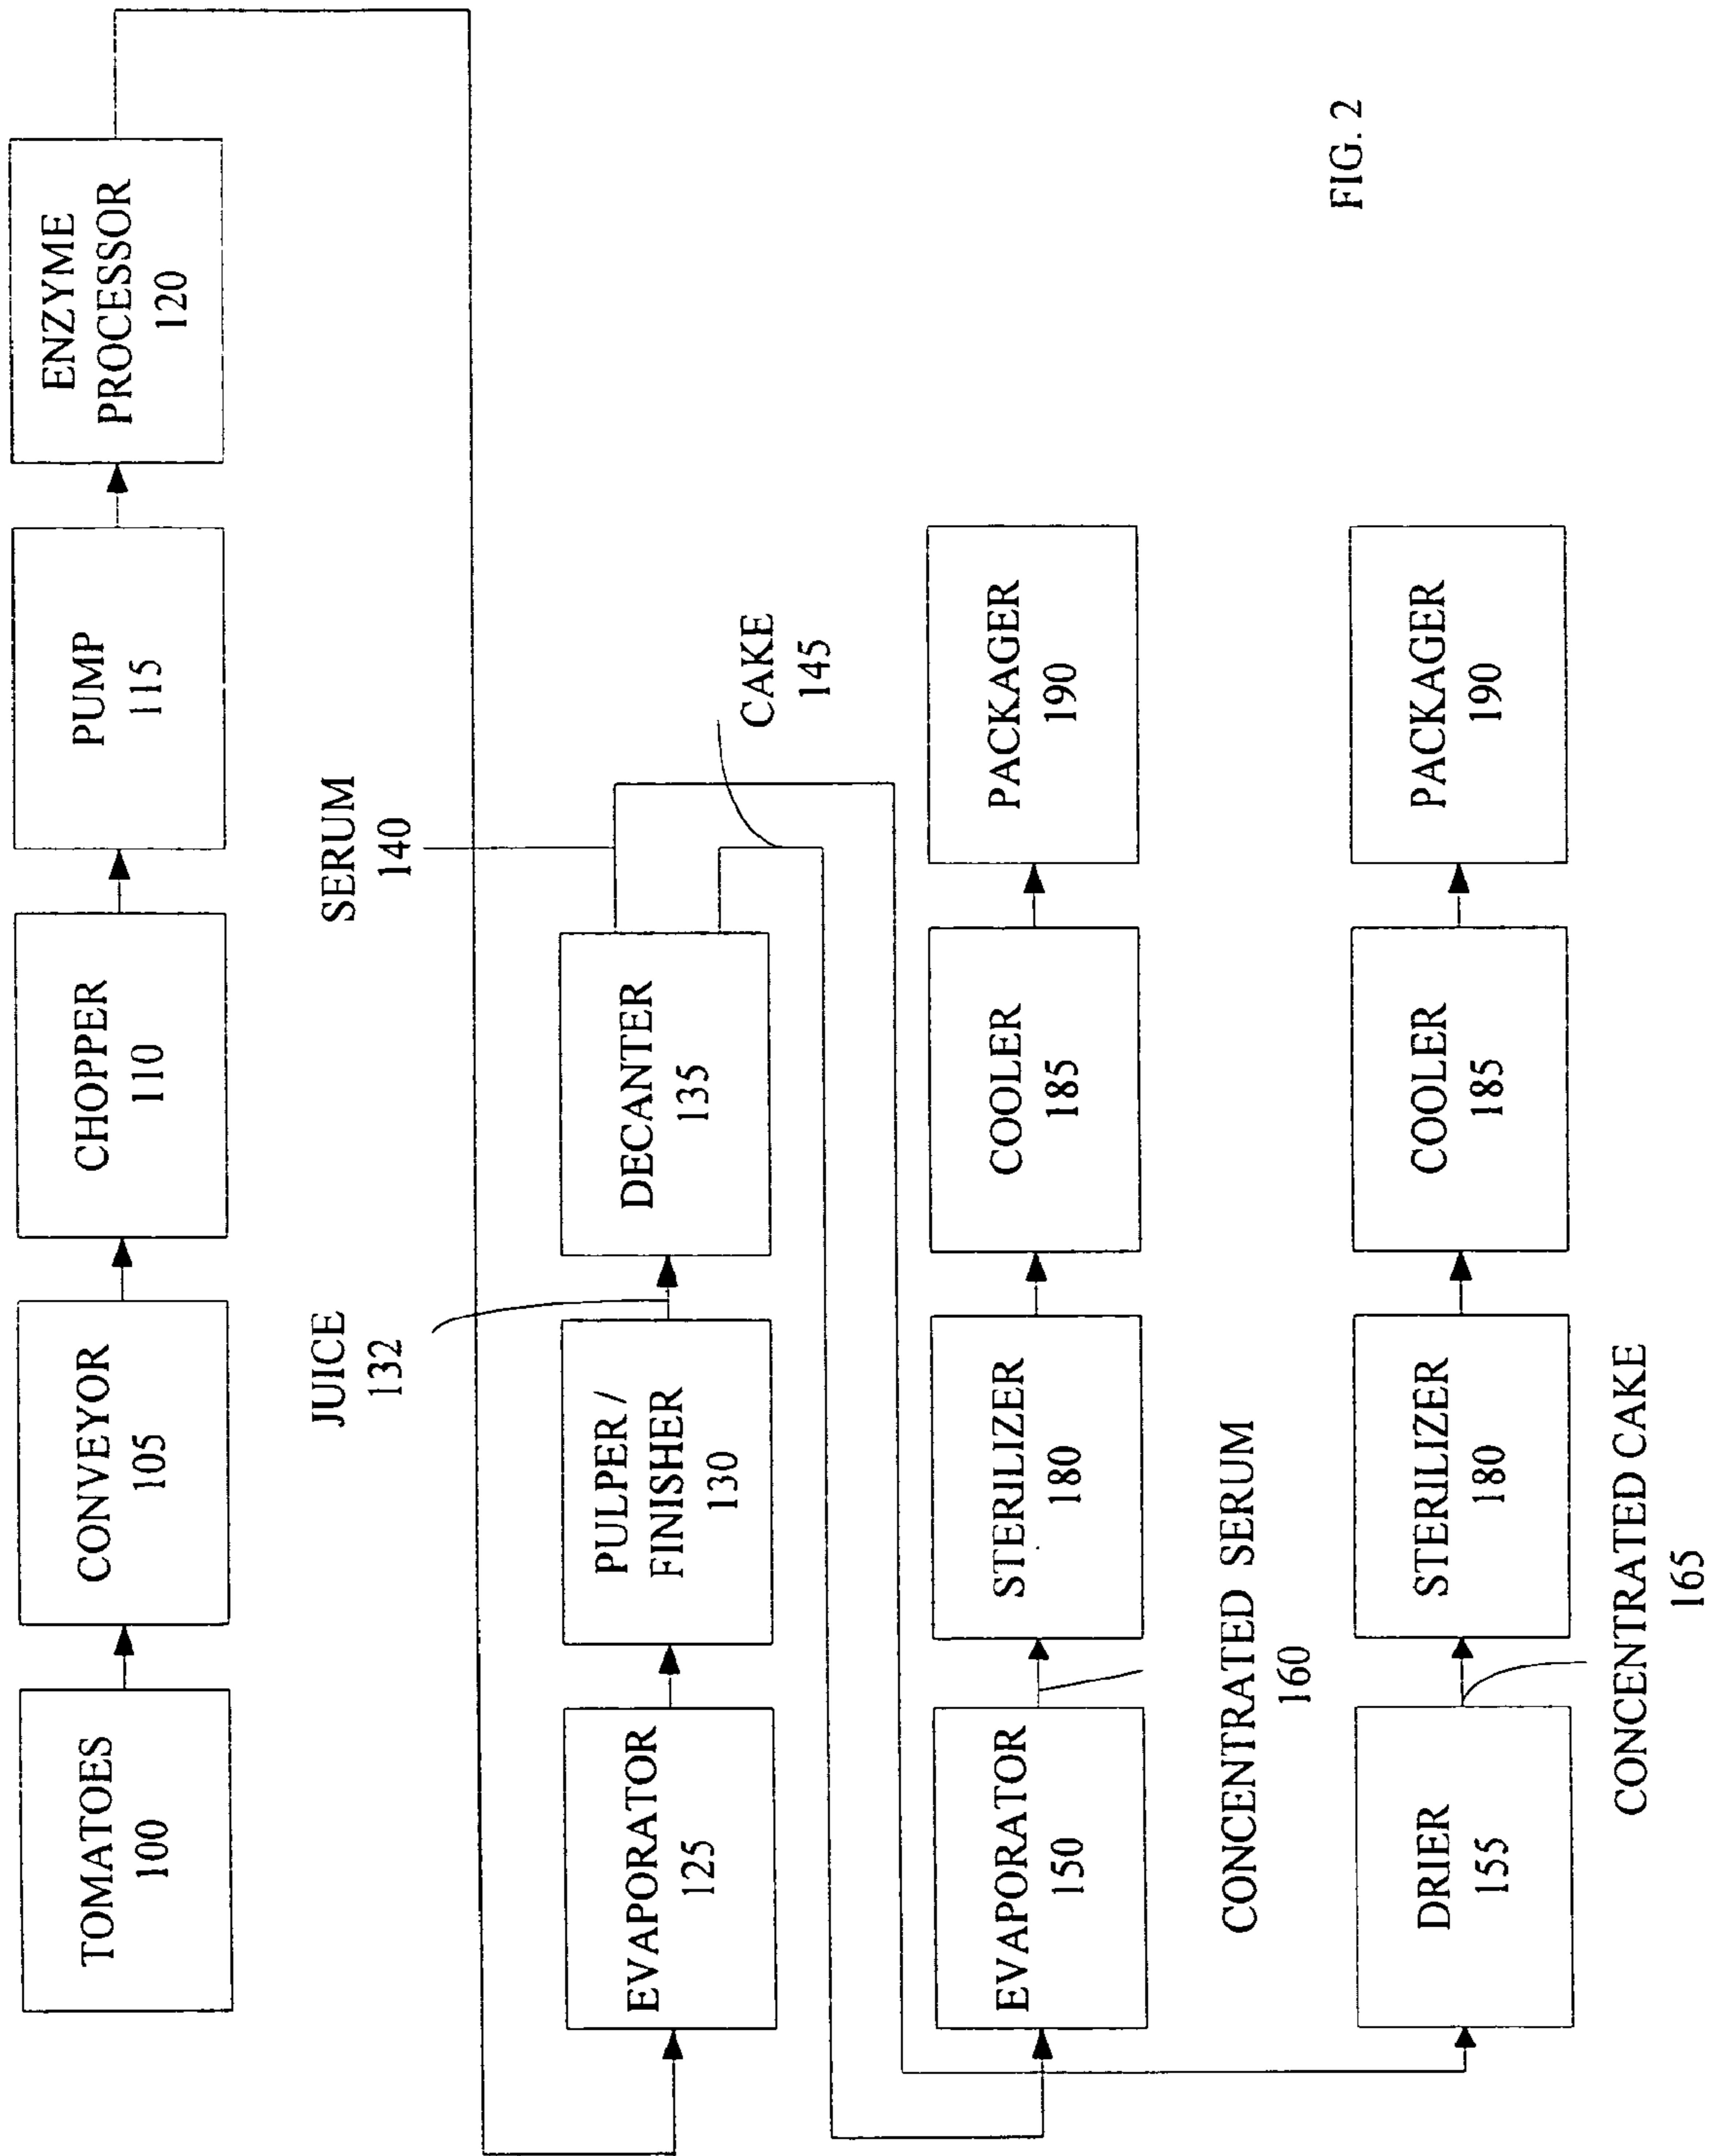 TOMATOES
100
CONVEYOR
105
CHOPPER
110
PUMP
115
ENZYME
PROCESSOR
120
JUICE
132
SERUM
140
EVAPORATOR
125
PULPER /
FINISHER
130
DECANTER
135
CAKE
145
EVAPORATOR
150
STERILIZER
180
COOLER
185
PACKAGER
190
CONCENTRATED SERUM
160
DRIER
155
STERILIZER
180
COOLER
185
PACKAGER
190
CONCENTRATED CAKE
165
FIG. 2